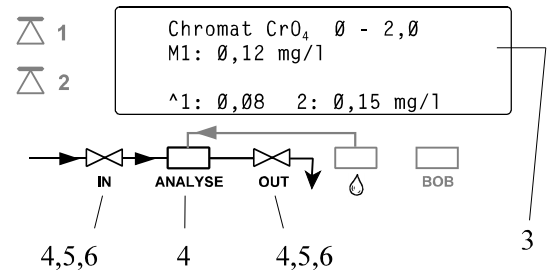 1
2
Chromat CrO₄ Ø - 2,Ø
M1: Ø,12 mg/l
^1: Ø,Ø8 2: Ø,15 mg/l
IN ANALYSE OUT BOB
4,5,6 4 4,5,6 3